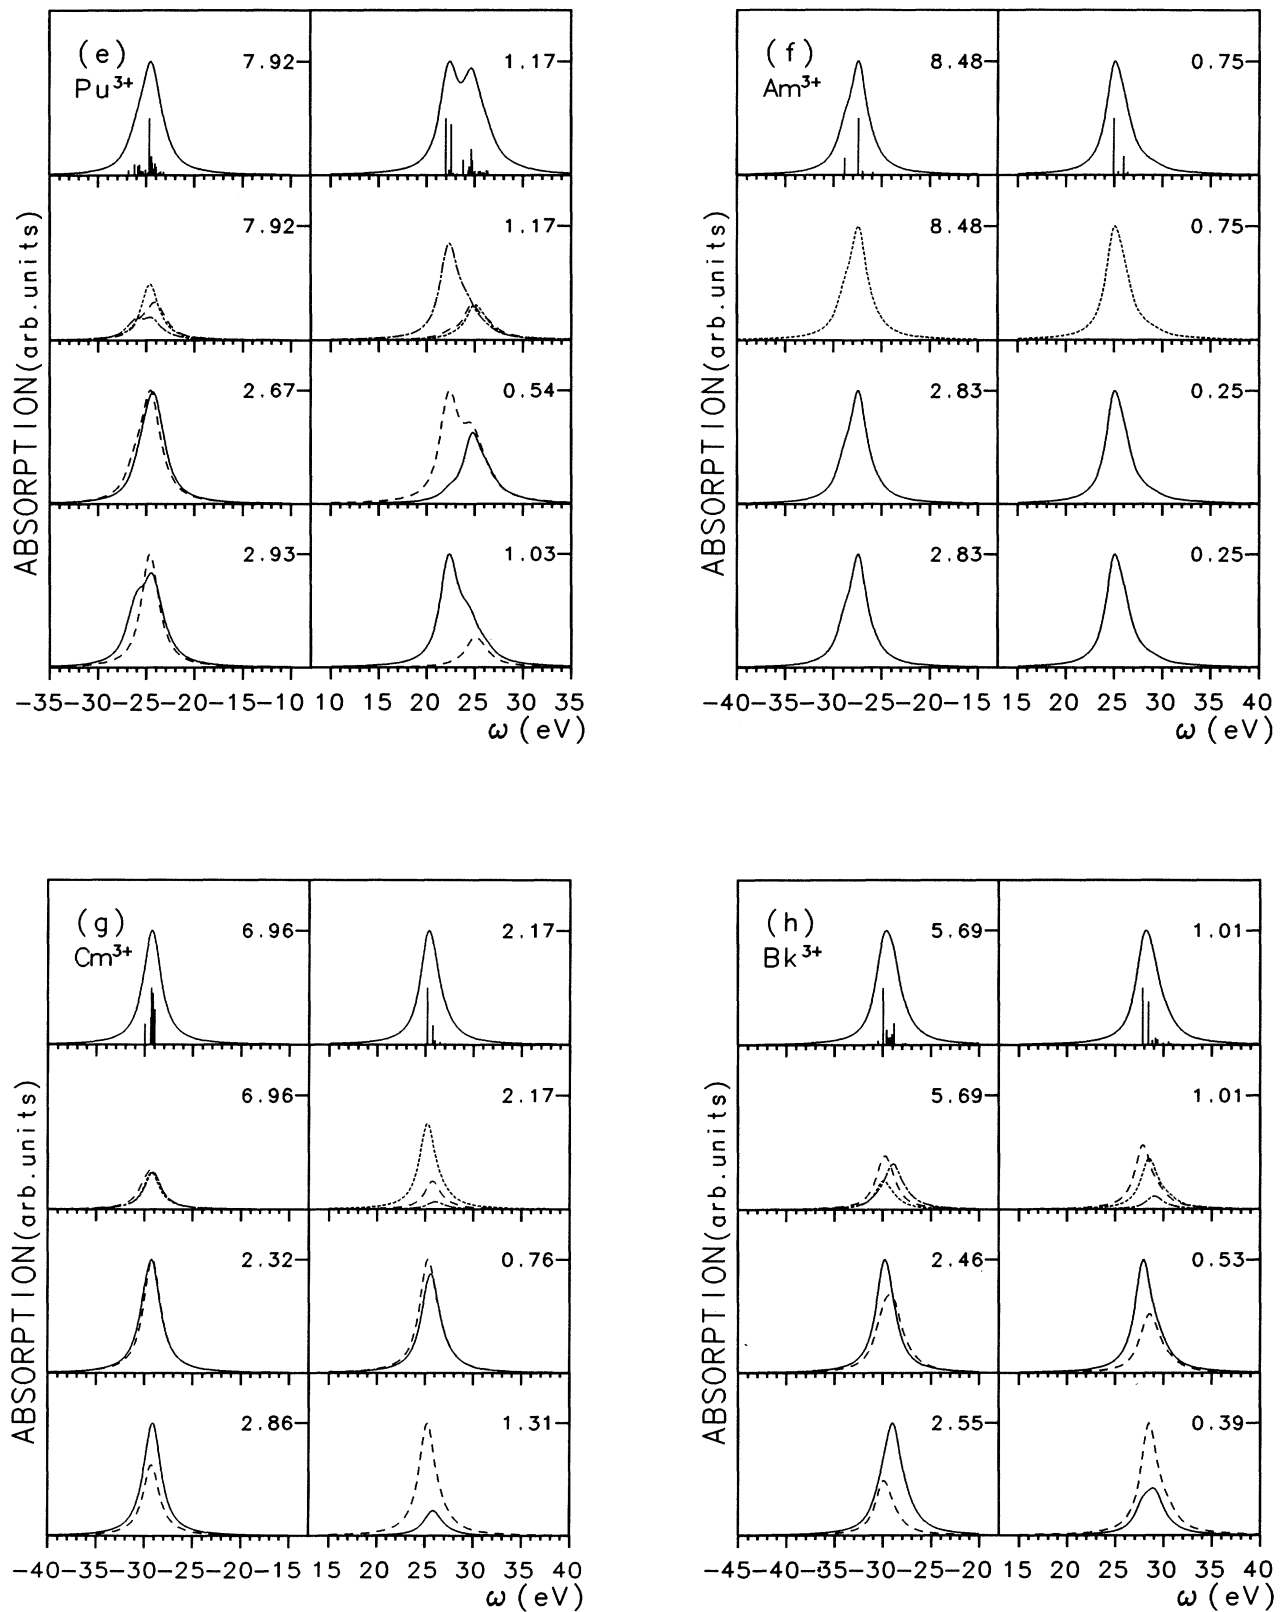 (e)
Pu³⁺
7.92
1.17
7.92
1.17
2.67
0.54
2.93
1.03
ABSORPTION(arb.units)
-35-30-25-20-15-10 10 15 20 25 30 35
ω (eV)
(f)
Am³⁺
8.48
0.75
8.48
0.75
2.83
0.25
2.83
0.25
ABSORPTION(arb.units)
-40-35-30-25-20-15 15 20 25 30 35 40
ω (eV)
(g)
Cm³⁺
6.96
2.17
6.96
2.17
2.32
0.76
2.86
1.31
ABSORPTION(arb.units)
-40-35-30-25-20-15 15 20 25 30 35 40
ω (eV)
(h)
Bk³⁺
5.69
1.01
5.69
1.01
2.46
0.53
2.55
0.39
ABSORPTION(arb.units)
-45-40-35-30-25-20 15 20 25 30 35 40
ω (eV)